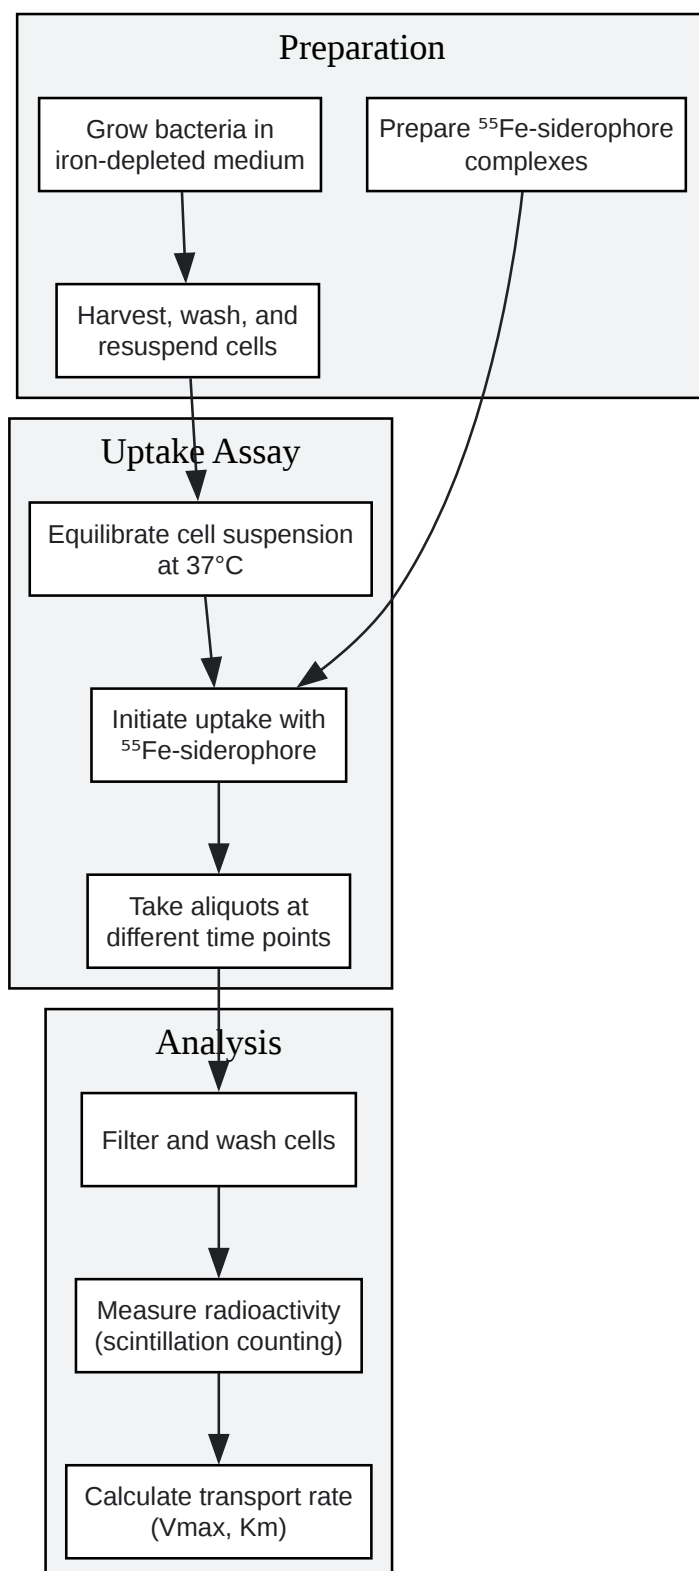 Preparation
Grow bacteria in
iron-depleted medium
Prepare ⁵⁵Fe-siderophore
complexes
Harvest, wash, and
resuspend cells
Uptake Assay
Equilibrate cell suspension
at 37°C
Initiate uptake with
⁵⁵Fe-siderophore
Take aliquots at
different time points
Analysis
Filter and wash cells
Measure radioactivity
(scintillation counting)
Calculate transport rate
(Vmax, Km)